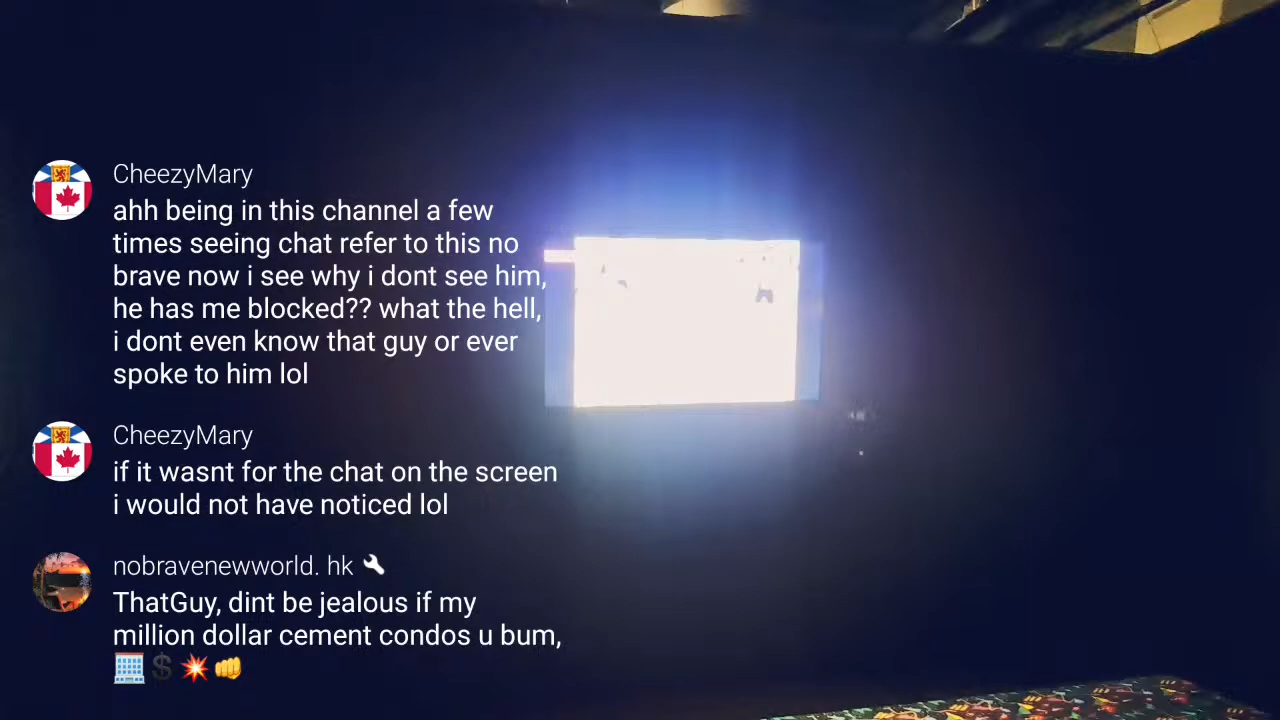 CheezyMary
ahh being in this channel a few
times seeing chat refer to this no
brave now i see why i dont see him,
he has me blocked?? what the hell,
i dont even know that guy or ever
spoke to him lol
CheezyMary
if it wasnt for the chat on the screen
i would not have noticed lol
nobravenewworld. hk 🔧
ThatGuy, dint be jealous if my
million dollar cement condos u bum,
🏢💲💥👊